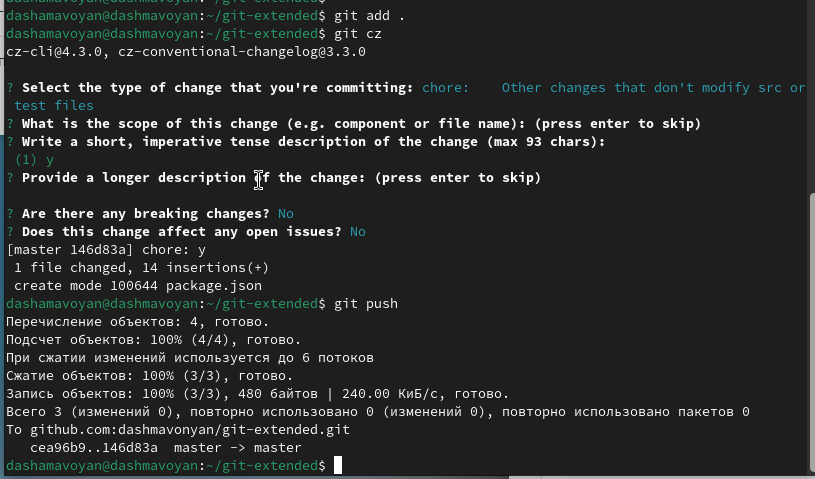 dashamavoyan@dashmavoyan:~/git-extended$ git add .
dashamavoyan@dashmavoyan:~/git-extended$ git cz
cz-cli@4.3.0, cz-conventional-changelog@3.3.0
? Select the type of change that you're committing: chore:    Other changes that don't modify src or
 test files
? What is the scope of this change (e.g. component or file name): (press enter to skip)
? Write a short, imperative tense description of the change (max 93 chars):
 (1) y
? Provide a longer description of the change: (press enter to skip)
? Are there any breaking changes? No
? Does this change affect any open issues? No
[master 146d83a] chore: y
 1 file changed, 14 insertions(+)
 create mode 100644 package.json
dashamavoyan@dashmavoyan:~/git-extended$ git push
Перечисление объектов: 4, готово.
Подсчет объектов: 100% (4/4), готово.
При сжатии изменений используется до 6 потоков
Сжатие объектов: 100% (3/3), готово.
Запись объектов: 100% (3/3), 480 байтов | 240.00 КиБ/с, готово.
Всего 3 (изменений 0), повторно использовано 0 (изменений 0), повторно использовано пакетов 0
To github.com:dashmavonyan/git-extended.git
   cea96b9..146d83a  master -> master
dashamavoyan@dashmavoyan:~/git-extended$